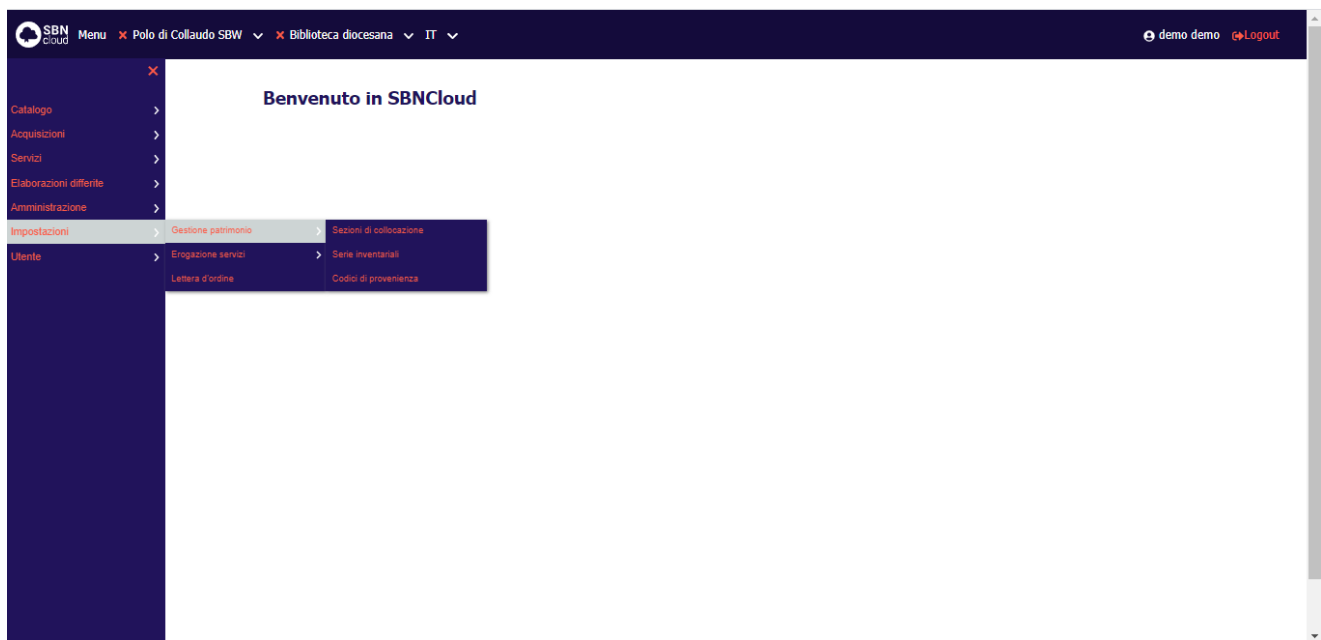 SBN cloud Menu × Polo di Collaudo SBW × Biblioteca diocesana IT demo demo Logout
×
Benvenuto in SBNCloud
Catalogo
Acquisizioni
Servizi
Elaborazioni differite
Amministrazione
Impostazioni Gestione patrimonio Sezioni di collocazione
Utente Erogazione servizi Serie inventariali
Lettera d'ordine Codici di provenienza